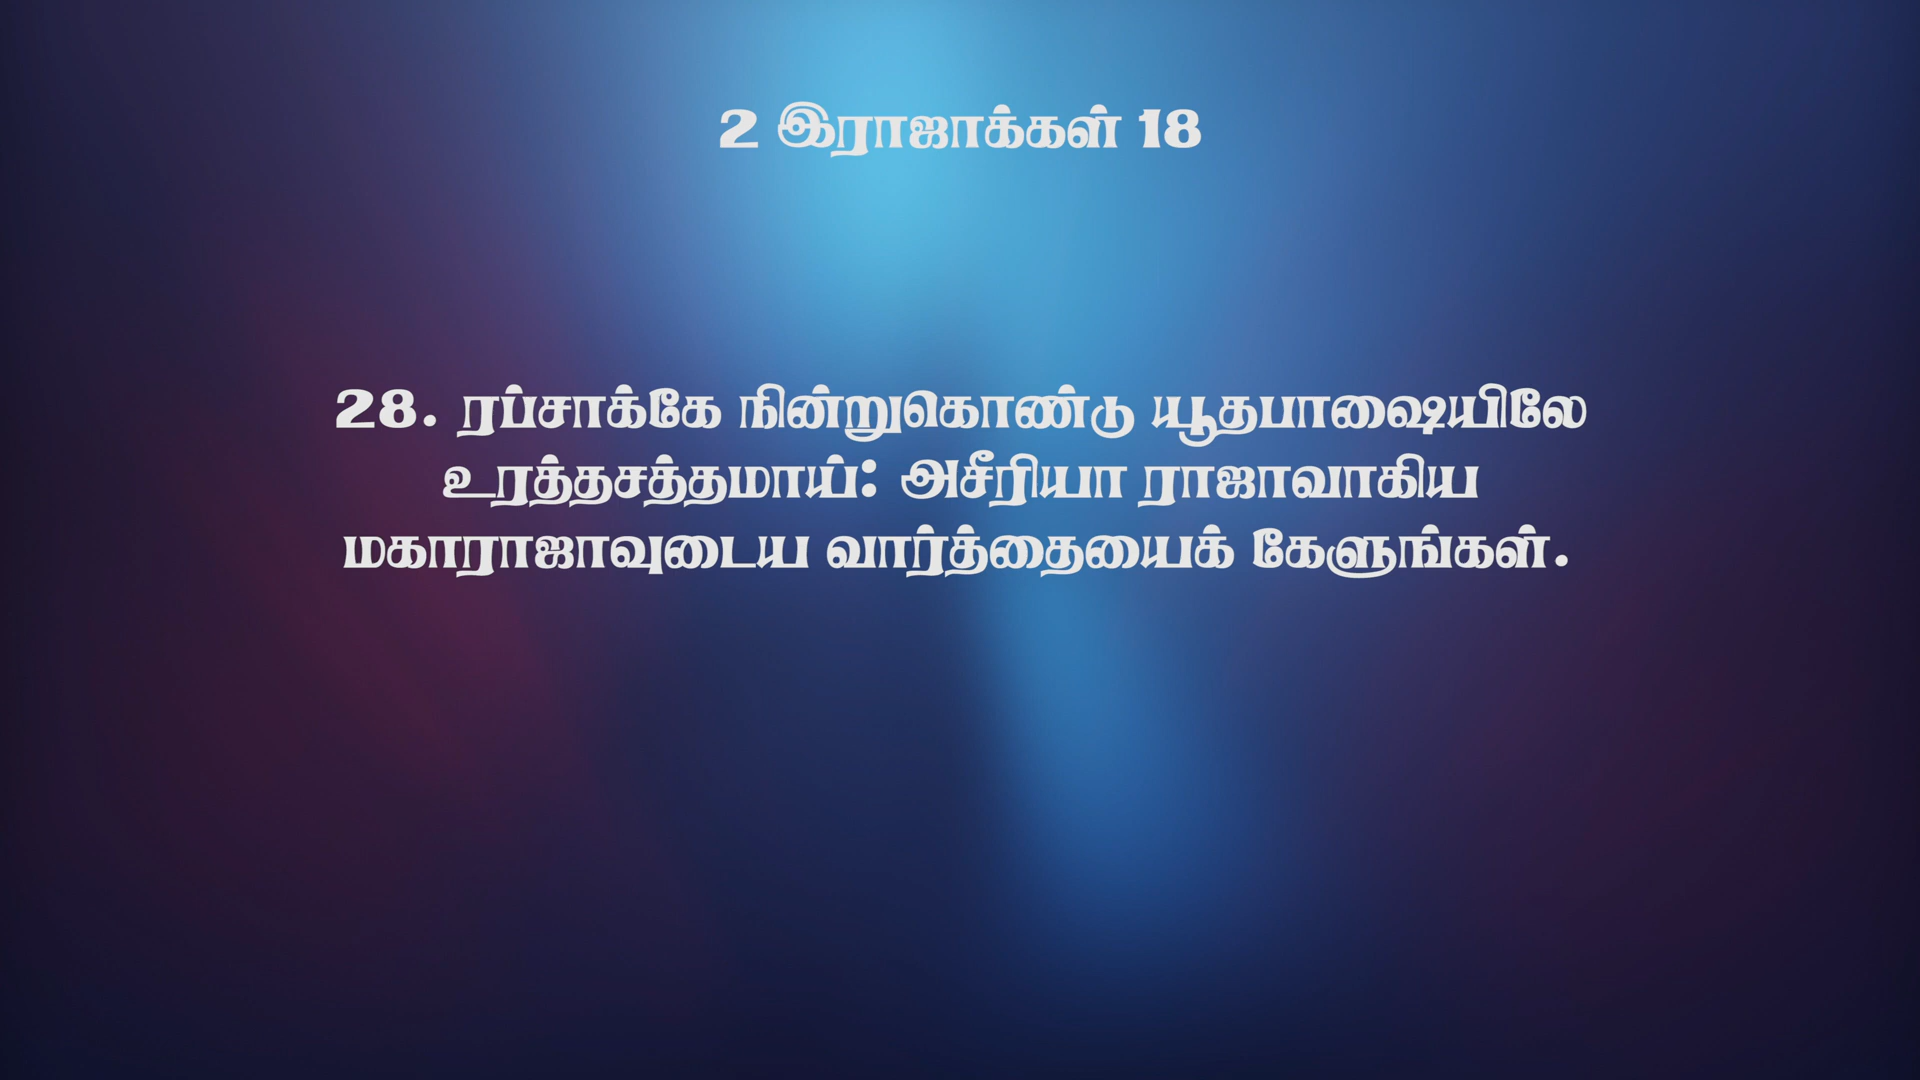 2 இராஜாக்கள் 18
28. ரப்சாக்கே நின்றுகொண்டு யூதபாஷையிலே
உரத்தசத்தமாய்: அசீரியா ராஜாவாகிய
மகாராஜாவுடைய வார்த்தையைக் கேளுங்கள்.